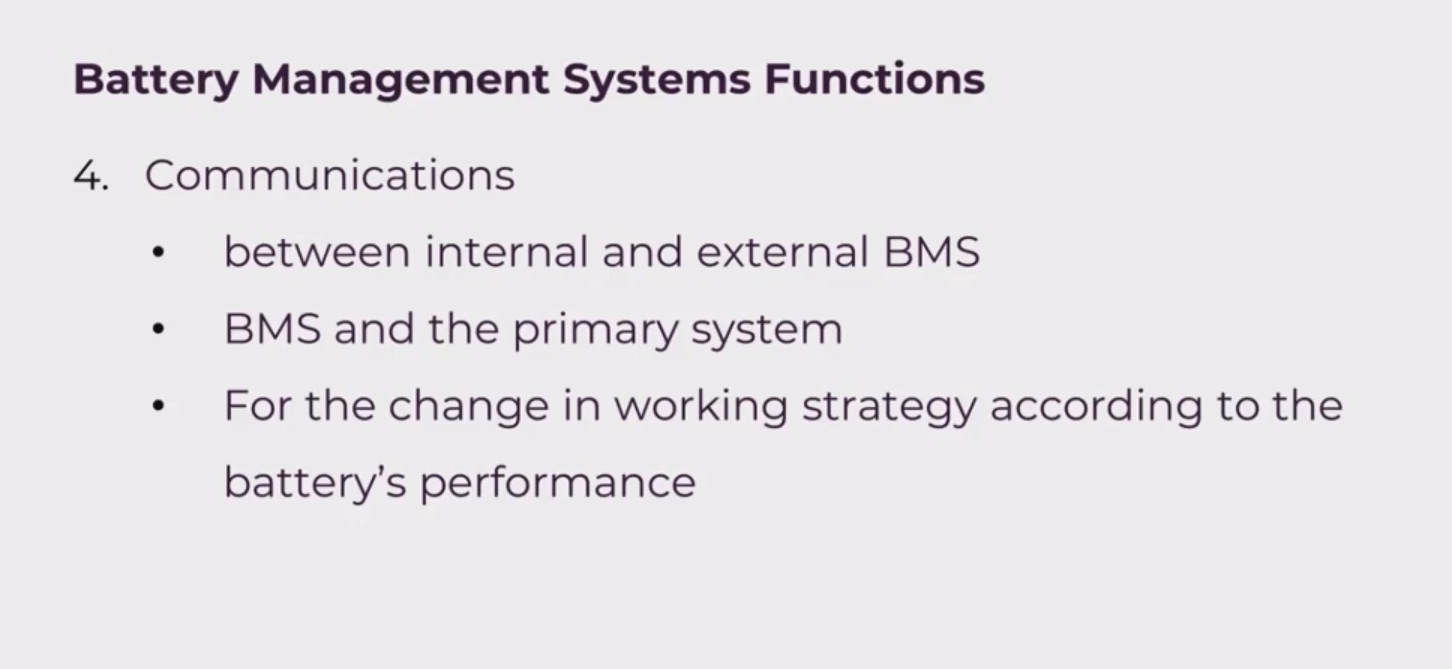 Battery Management Systems Functions
4. Communications
• between internal and external BMS
• BMS and the primary system
• For the change in working strategy according to the
battery’s performance